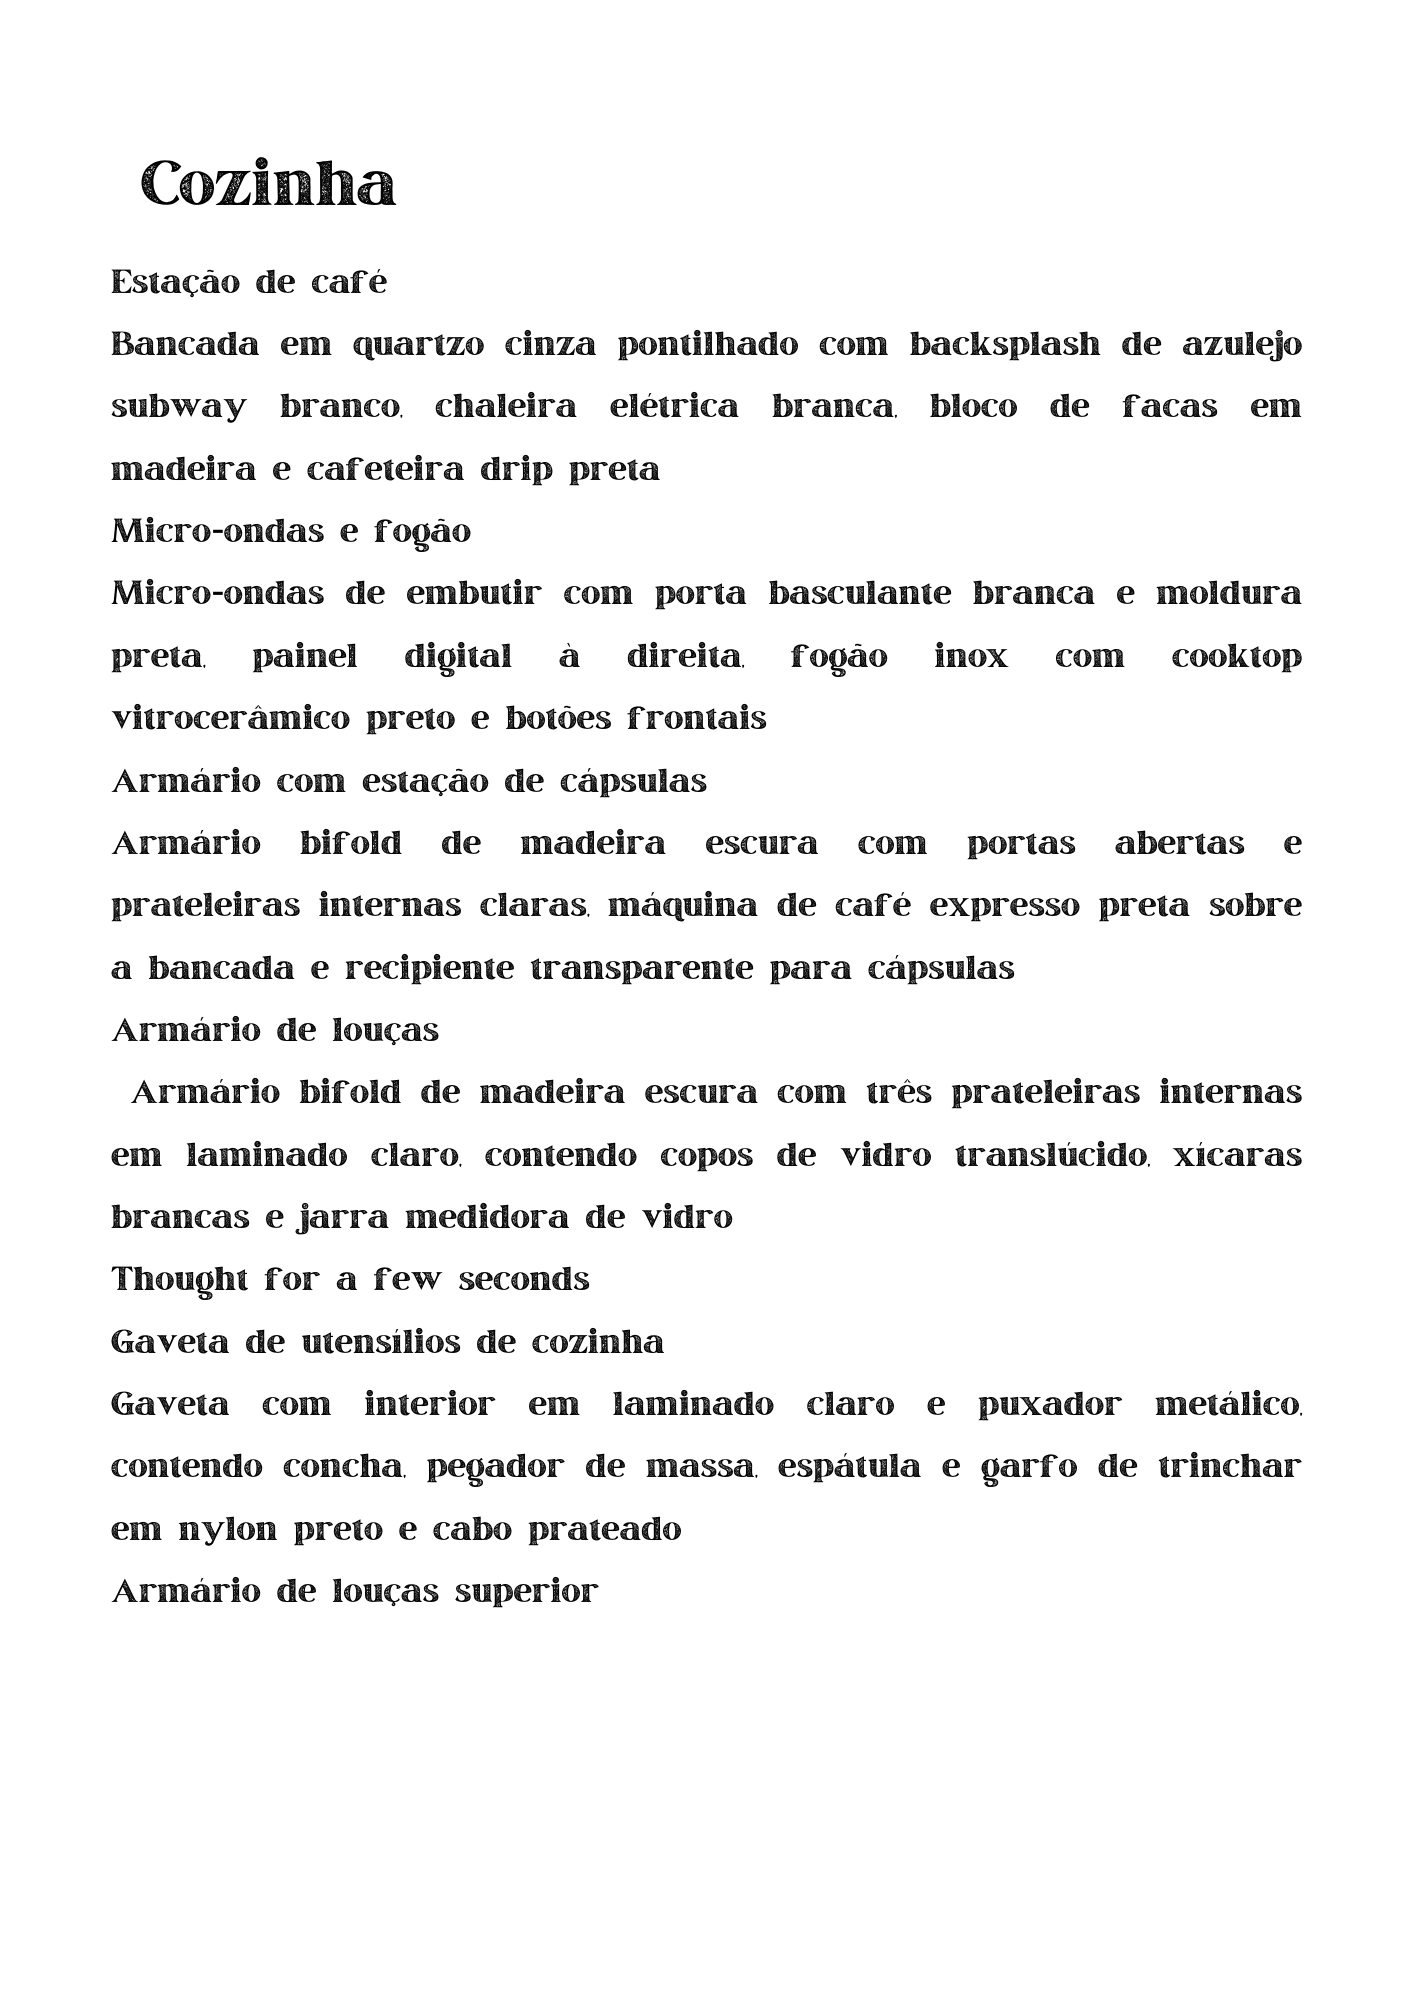 Cozinha
Estação de café
Bancada em quartzo cinza pontilhado com backsplash de azulejo
subway branco, chaleira elétrica branca, bloco de facas em
madeira e cafeteira drip preta
Micro-ondas e fogão
Micro-ondas de embutir com porta basculante branca e moldura
preta, painel digital à direita, fogão inox com cooktop
vitrocerâmico preto e botões frontais
Armário com estação de cápsulas
Armário bifold de madeira escura com portas abertas e
prateleiras internas claras, máquina de café expresso preta sobre
a bancada e recipiente transparente para cápsulas
Armário de louças
Armário bifold de madeira escura com três prateleiras internas
em laminado claro, contendo copos de vidro translúcido, xícaras
brancas e jarra medidora de vidro
Thought for a few seconds
Gaveta de utensílios de cozinha
Gaveta com interior em laminado claro e puxador metálico,
contendo concha, pegador de massa, espátula e garfo de trinchar
em nylon preto e cabo prateado
Armário de louças superior